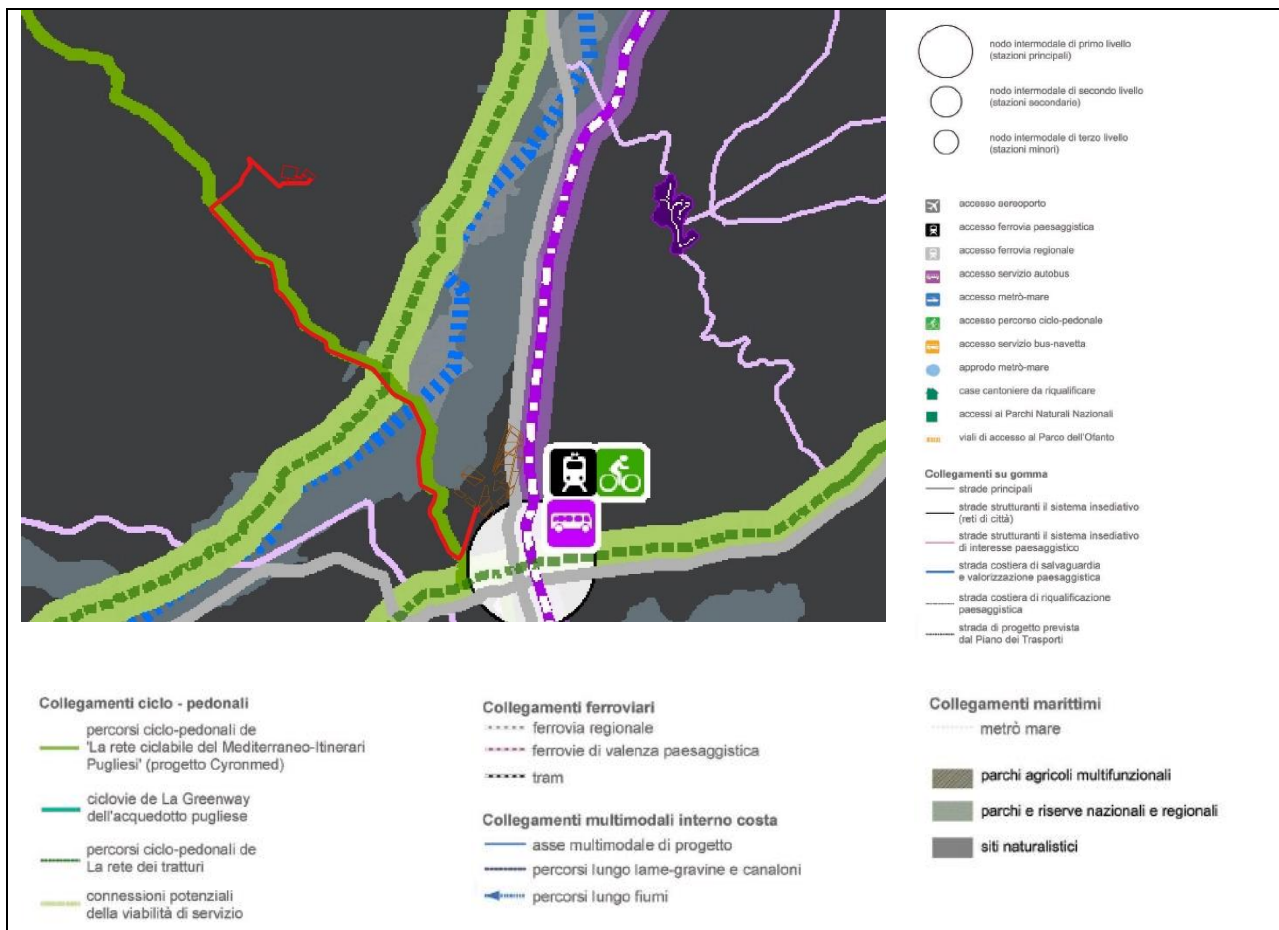 nodo intermodale di primo livello
(stazioni principali)
nodo intermodale di secondo livello
(stazioni secondarie)
nodo intermodale di terzo livello
(stazioni minori)
accesso aereoporto
accesso ferrovia paesaggistica
accesso ferrovia regionale
accesso servizio autobus
accesso metrò-mare
accesso percorso ciclo-pedonale
accesso servizio bus-navetta
approdo metrò-mare
case cantoniere da riqualificare
accessi ai Parchi Naturali Nazionali
viali di accesso al Parco dell'Ofanto
Collegamenti su gomma
strade principali
strade strutturanti il sistema insediativo
(reti di città)
strade strutturanti il sistema insediativo
di interesse paesaggistico
strada costiera di salvaguardia
e valorizzazione paesaggistica
strada costiera di riqualificazione
paesaggistica
strada di progetto prevista
dal Piano dei Trasporti
Collegamenti ciclo - pedonali
percorsi ciclo-pedonali de
'La rete ciclabile del Mediterraneo-Itinerari
Pugliesi' (progetto Cyronmed)
ciclovie de La Greenway
dell'acquedotto pugliese
percorsi ciclo-pedonali de
La rete dei tratturi
connessioni potenziali
della viabilità di servizio
Collegamenti ferroviari
ferrovia regionale
ferrovie di valenza paesaggistica
tram
Collegamenti multimodali interno costa
asse multimodale di progetto
percorsi lungo lame-gravine e canaloni
percorsi lungo fiumi
Collegamenti marittimi
metrò mare
parchi agricoli multifunzionali
parchi e riserve nazionali e regionali
siti naturalistici